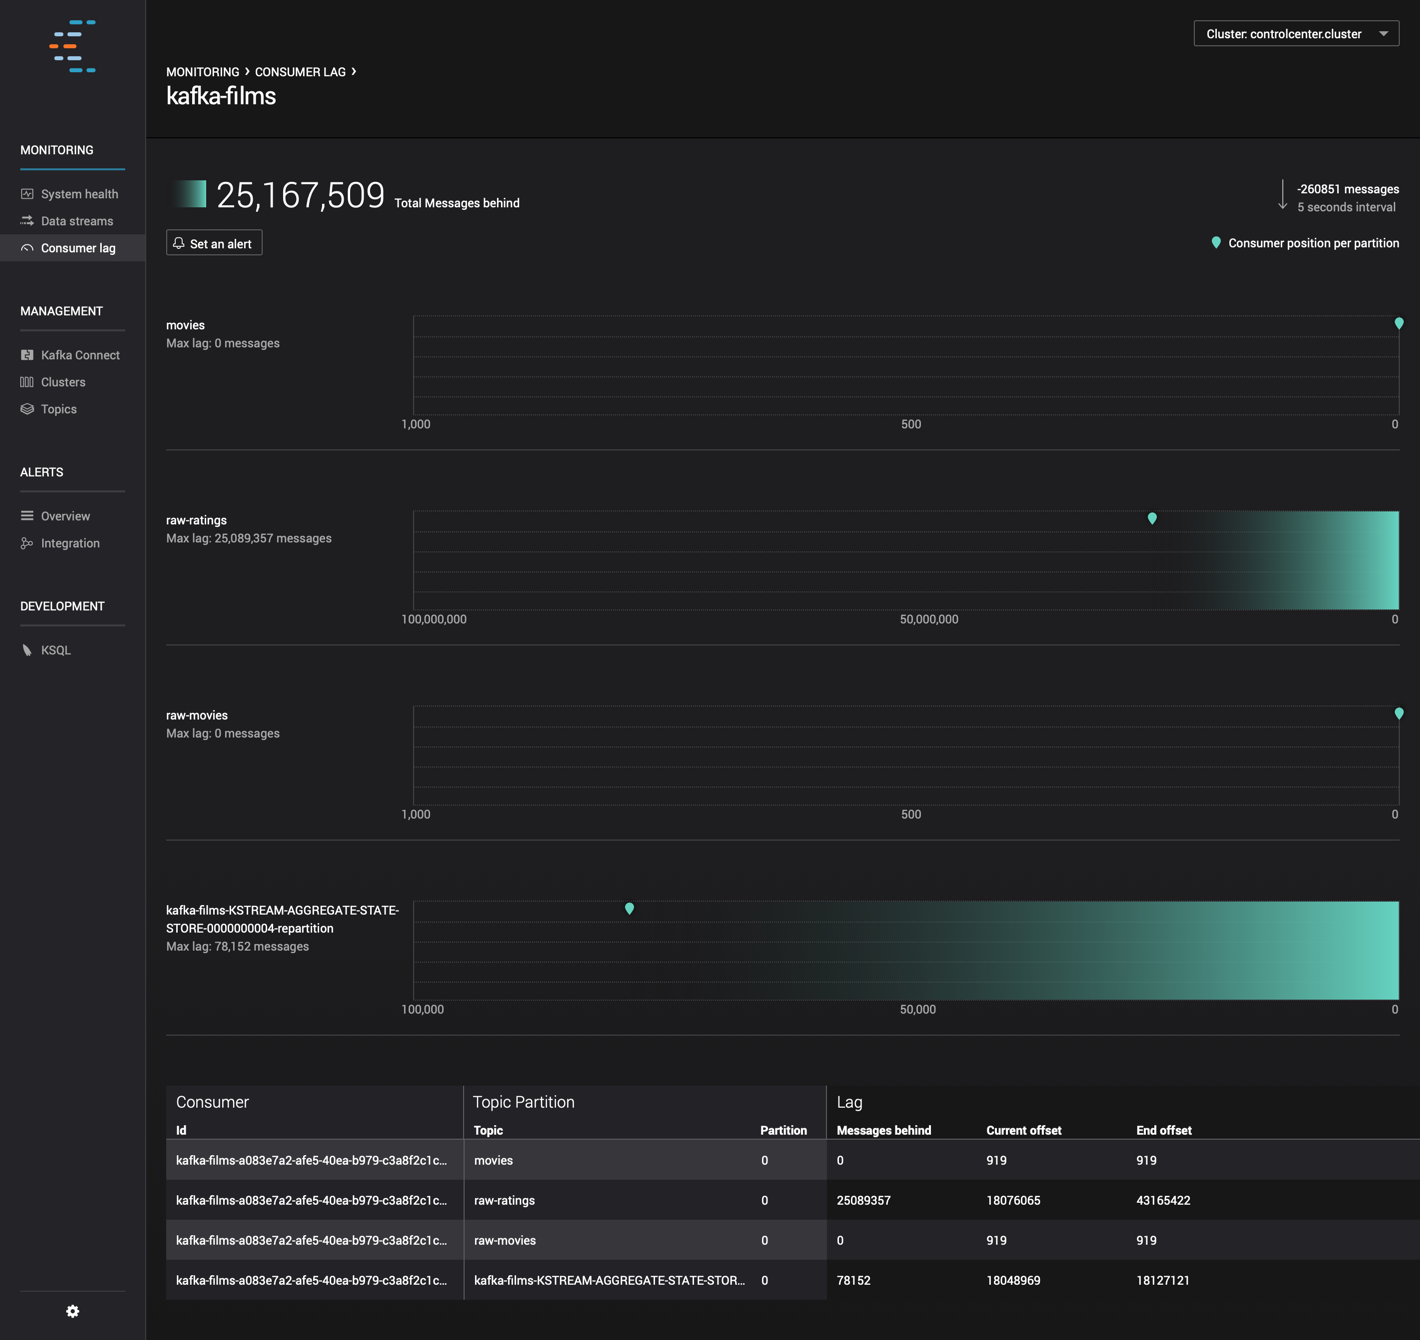 Cluster: controlcenter.cluster
MONITORING › CONSUMER LAG ›
kafka-films
MONITORING
System health
Data streams
Consumer lag
MANAGEMENT
Kafka Connect
Clusters
Topics
ALERTS
Overview
Integration
DEVELOPMENT
KSQL
25,167,509 Total Messages behind
-260851 messages
5 seconds interval
Set an alert
Consumer position per partition
movies
Max lag: 0 messages
1,000 500 0
raw-ratings
Max lag: 25,089,357 messages
100,000,000 50,000,000 0
raw-movies
Max lag: 0 messages
1,000 500 0
kafka-films-KSTREAM-AGGREGATE-STATE-
STORE-0000000004-repartition
Max lag: 78,152 messages
100,000 50,000 0
Consumer Topic Partition Lag
Id Topic Partition Messages behind Current offset End offset
kafka-films-a083e7a2-afe5-40ea-b979-c3a8f2c1c... movies 0 0 919 919
kafka-films-a083e7a2-afe5-40ea-b979-c3a8f2c1c... raw-ratings 0 25089357 18076065 43165422
kafka-films-a083e7a2-afe5-40ea-b979-c3a8f2c1c... raw-movies 0 0 919 919
kafka-films-a083e7a2-afe5-40ea-b979-c3a8f2c1c... kafka-films-KSTREAM-AGGREGATE-STATE-STOR... 0 78152 18048969 18127121